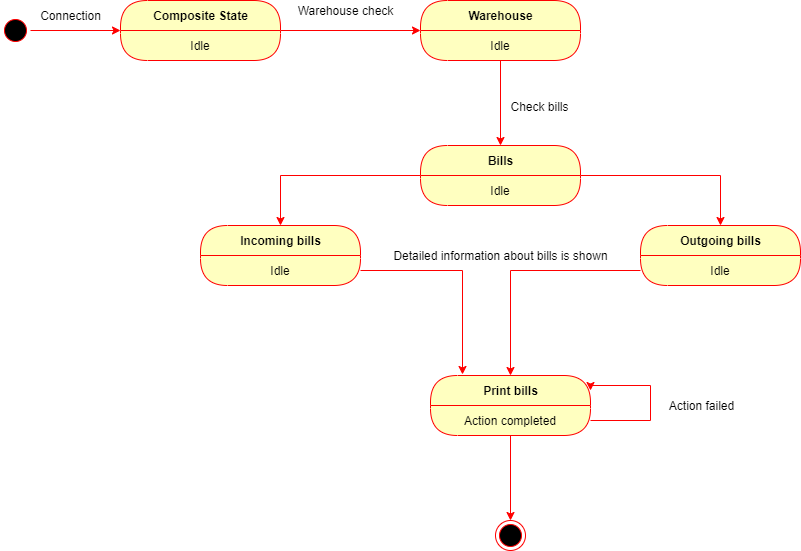 Connection
Composite State
Idle
Warehouse check
Warehouse
Idle
Check bills
Bills
Idle
Incoming bills
Idle
Detailed information about bills is shown
Outgoing bills
Idle
Print bills
Action completed
Action failed